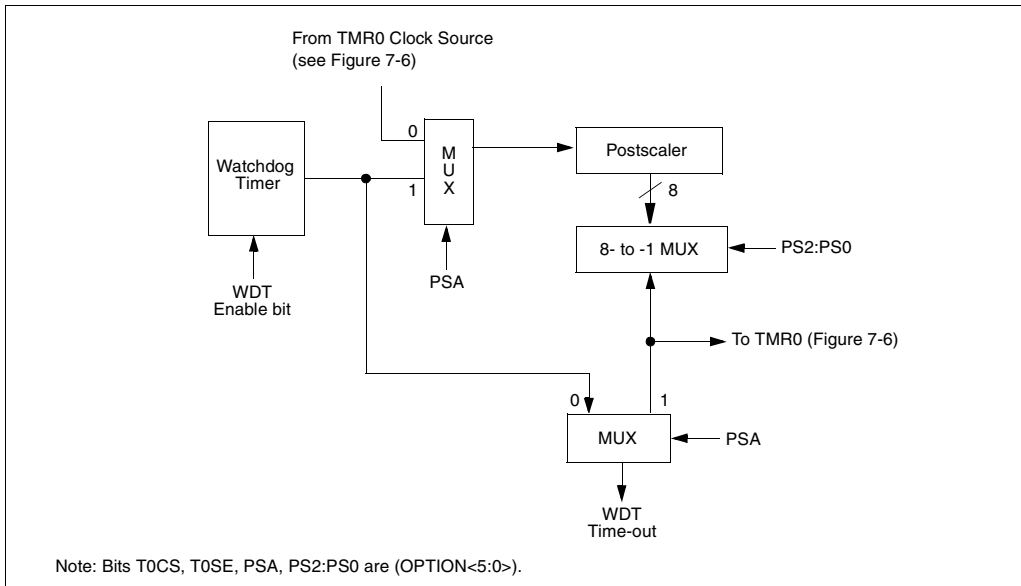 From TMR0 Clock Source
(see Figure 7-6)
0
1
M
U
X
Postscaler
Watchdog
Timer
8
8- to -1 MUX
PS2:PS0
PSA
WDT
Enable bit
To TMR0 (Figure 7-6)
0
1
MUX
PSA
WDT
Time-out
Note: Bits T0CS, T0SE, PSA, PS2:PS0 are (OPTION<5:0>).